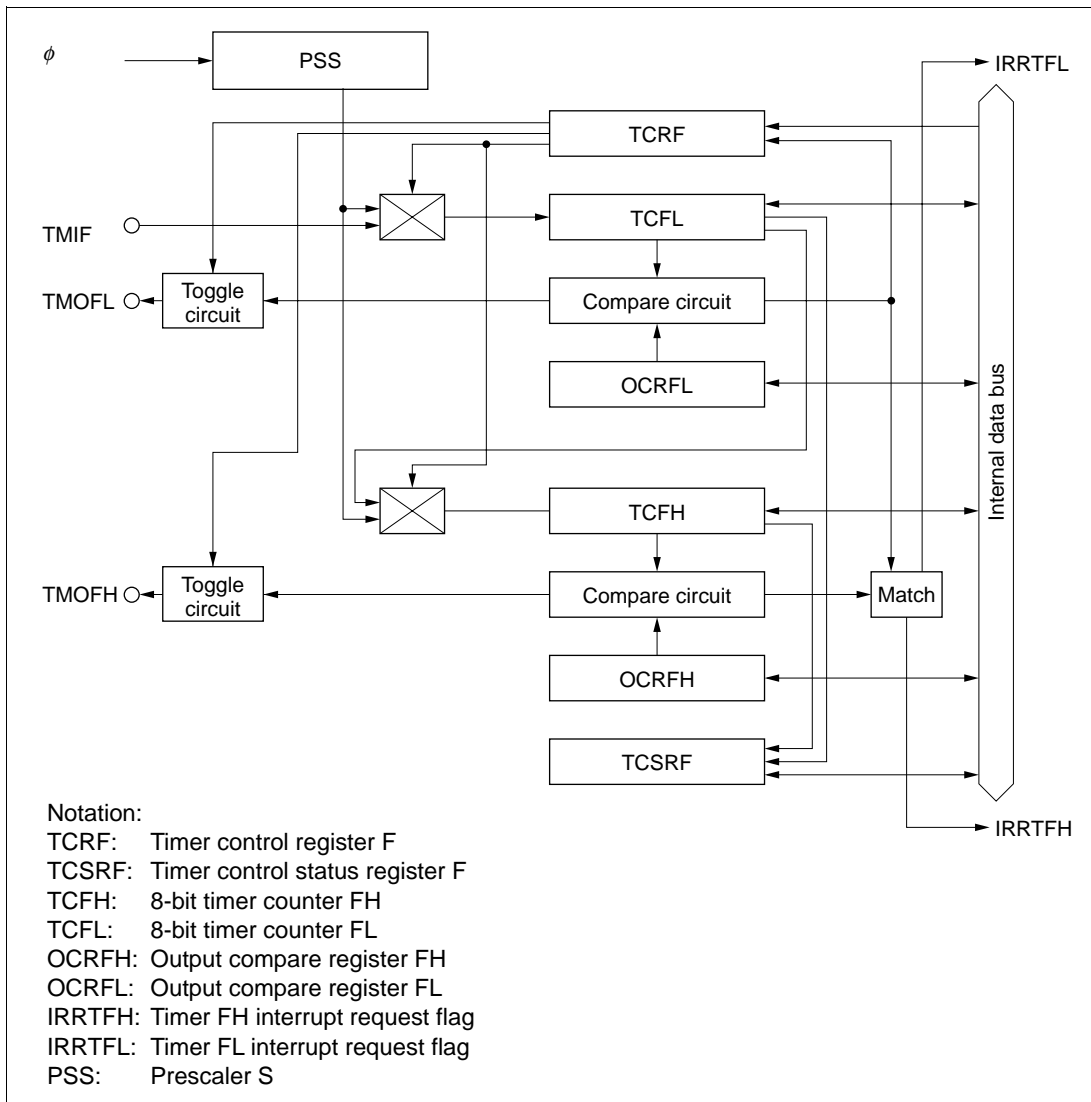 ϕ
PSS
IRRTFL
TCRF
TMIF
TCFL
TMOFL
Toggle
circuit
Compare circuit
OCRFL
Internal data bus
TCFH
TMOFH
Toggle
circuit
Compare circuit
Match
OCRFH
TCSRF
IRRTFH
Notation:
TCRF: Timer control register F
TCSRF: Timer control status register F
TCFH: 8-bit timer counter FH
TCFL: 8-bit timer counter FL
OCRFH: Output compare register FH
OCRFL: Output compare register FL
IRRTFH: Timer FH interrupt request flag
IRRTFL: Timer FL interrupt request flag
PSS: Prescaler S